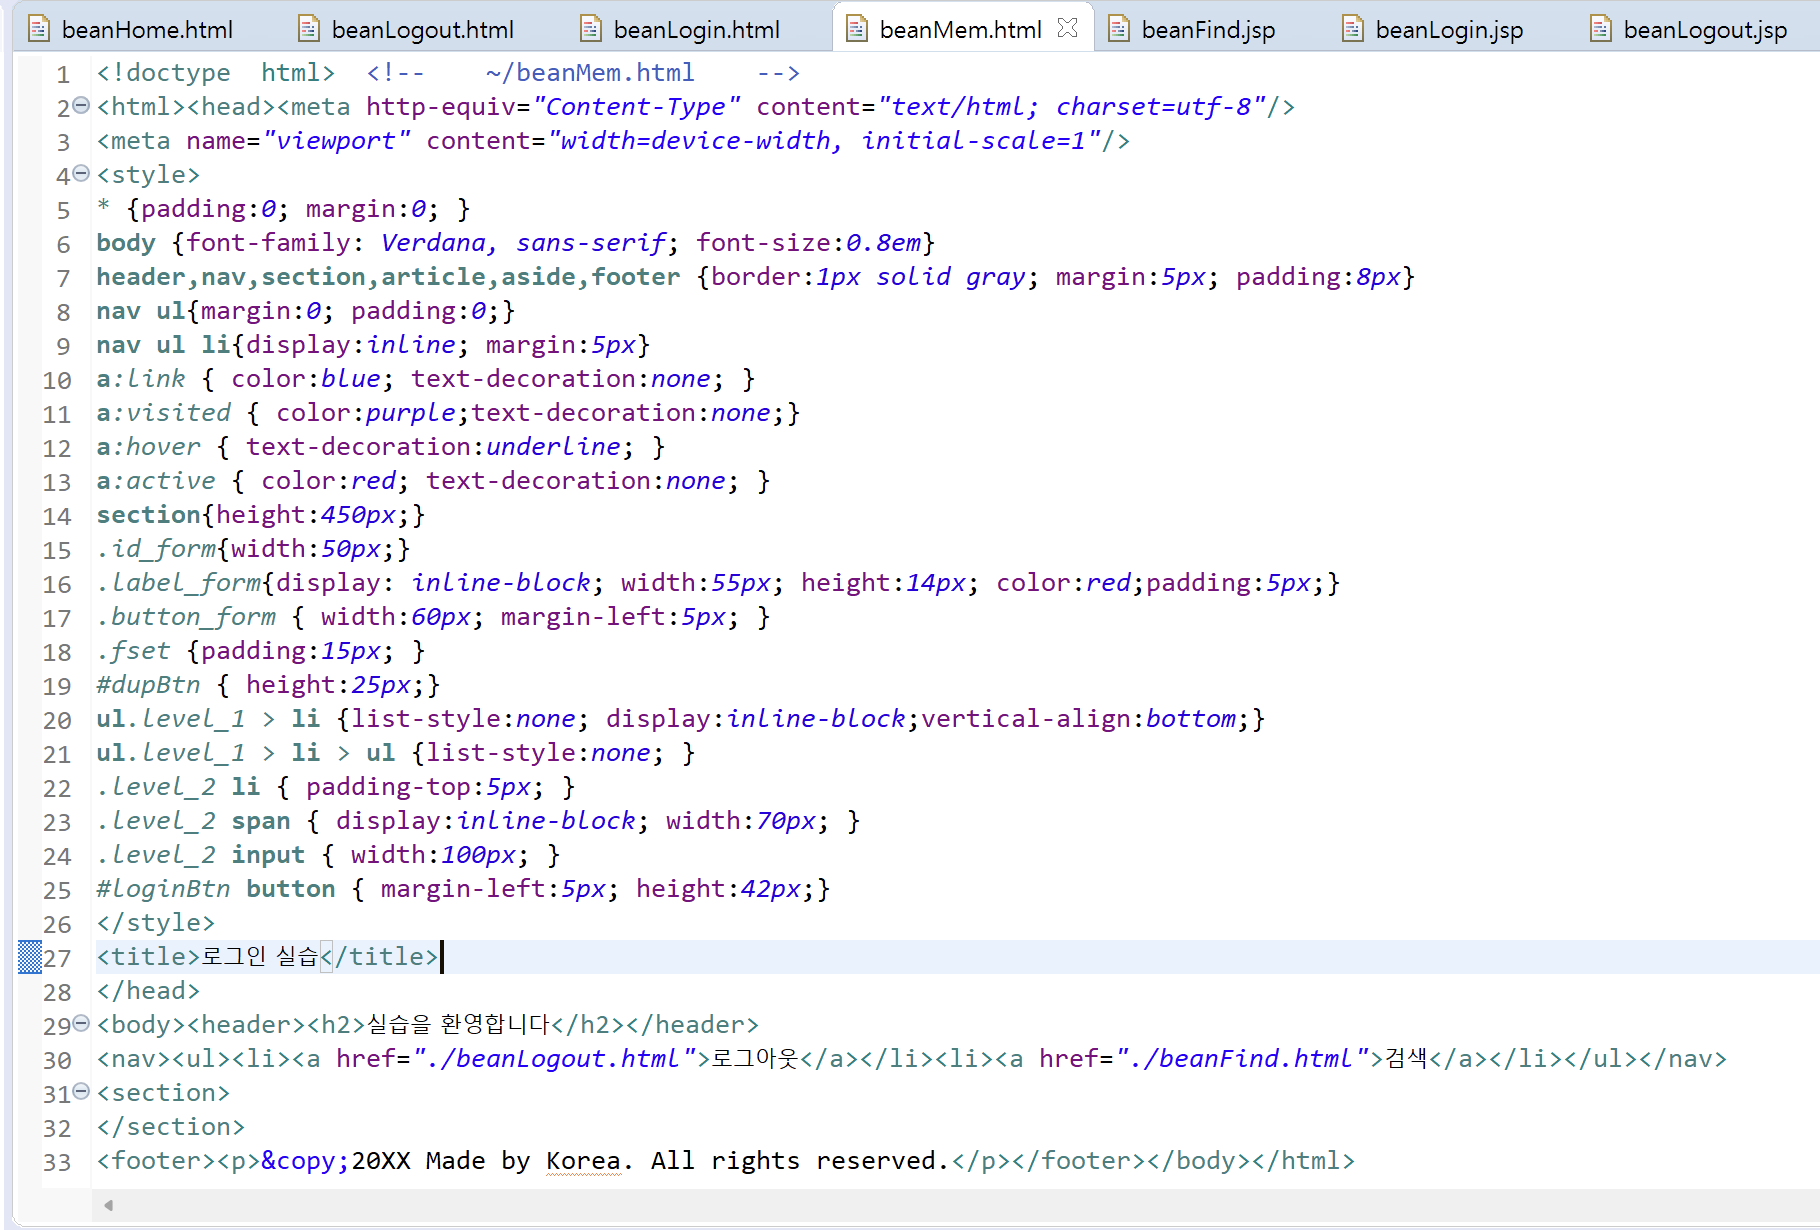 beanHome.html beanLogout.html beanLogin.html beanMem.html beanFind.jsp beanLogin.jsp beanLogout.jsp
1 <!doctype  html>  <!--    ~/beanMem.html    -->
2 <html><head><meta http-equiv="Content-Type" content="text/html; charset=utf-8"/>
3 <meta name="viewport" content="width=device-width, initial-scale=1"/>
4 <style>
5 * {padding:0; margin:0; }
6 body {font-family: Verdana, sans-serif; font-size:0.8em}
7 header,nav,section,article,aside,footer {border:1px solid gray; margin:5px; padding:8px}
8 nav ul{margin:0; padding:0;}
9 nav ul li{display:inline; margin:5px}
10 a:link { color:blue; text-decoration:none; }
11 a:visited { color:purple;text-decoration:none;}
12 a:hover { text-decoration:underline; }
13 a:active { color:red; text-decoration:none; }
14 section{height:450px;}
15 .id_form{width:50px;}
16 .label_form{display: inline-block; width:55px; height:14px; color:red;padding:5px;}
17 .button_form { width:60px; margin-left:5px; }
18 .fset {padding:15px; }
19 #dupBtn { height:25px;}
20 ul.level_1 > li {list-style:none; display:inline-block;vertical-align:bottom;}
21 ul.level_1 > li > ul {list-style:none; }
22 .level_2 li { padding-top:5px; }
23 .level_2 span { display:inline-block; width:70px; }
24 .level_2 input { width:100px; }
25 #loginBtn button { margin-left:5px; height:42px;}
26 </style>
27 <title>로그인 실습</title>
28 </head>
29 <body><header><h2>실습을 환영합니다</h2></header>
30 <nav><ul><li><a href="./beanLogout.html">로그아웃</a></li><li><a href="./beanFind.html">검색</a></li></ul></nav>
31 <section>
32 </section>
33 <footer><p>&copy;20XX Made by Korea. All rights reserved.</p></footer></body></html>